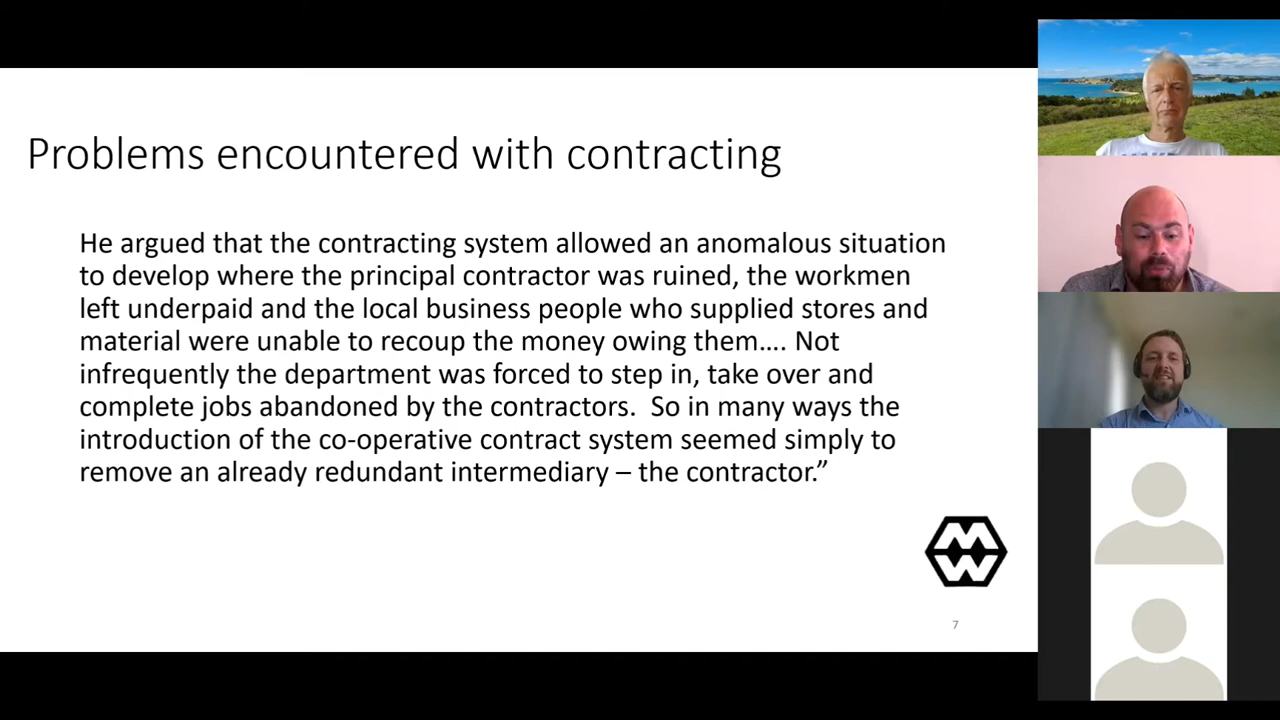 Problems encountered with contracting
He argued that the contracting system allowed an anomalous situation
to develop where the principal contractor was ruined, the workmen
left underpaid and the local business people who supplied stores and
material were unable to recoup the money owing them…. Not
infrequently the department was forced to step in, take over and
complete jobs abandoned by the contractors.  So in many ways the
introduction of the co-operative contract system seemed simply to
remove an already redundant intermediary – the contractor.”
MW
7